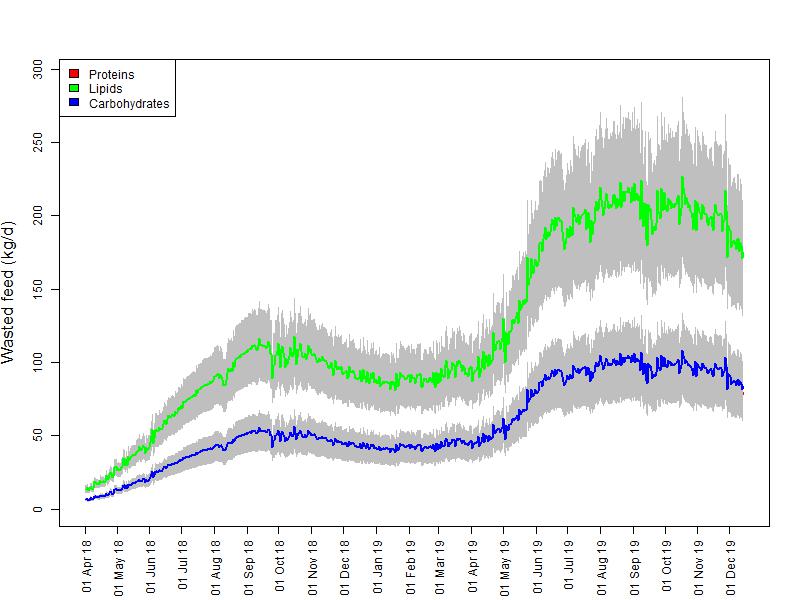 Proteins
Lipids
Carbohydrates
Wasted feed (kg/d)
300
250
200
150
100
50
0
01 Apr 18
01 May 18
01 Jun 18
01 Jul 18
01 Aug 18
01 Sep 18
01 Oct 18
01 Nov 18
01 Dec 18
01 Jan 19
01 Feb 19
01 Mar 19
01 Apr 19
01 May 19
01 Jun 19
01 Jul 19
01 Aug 19
01 Sep 19
01 Oct 19
01 Nov 19
01 Dec 19